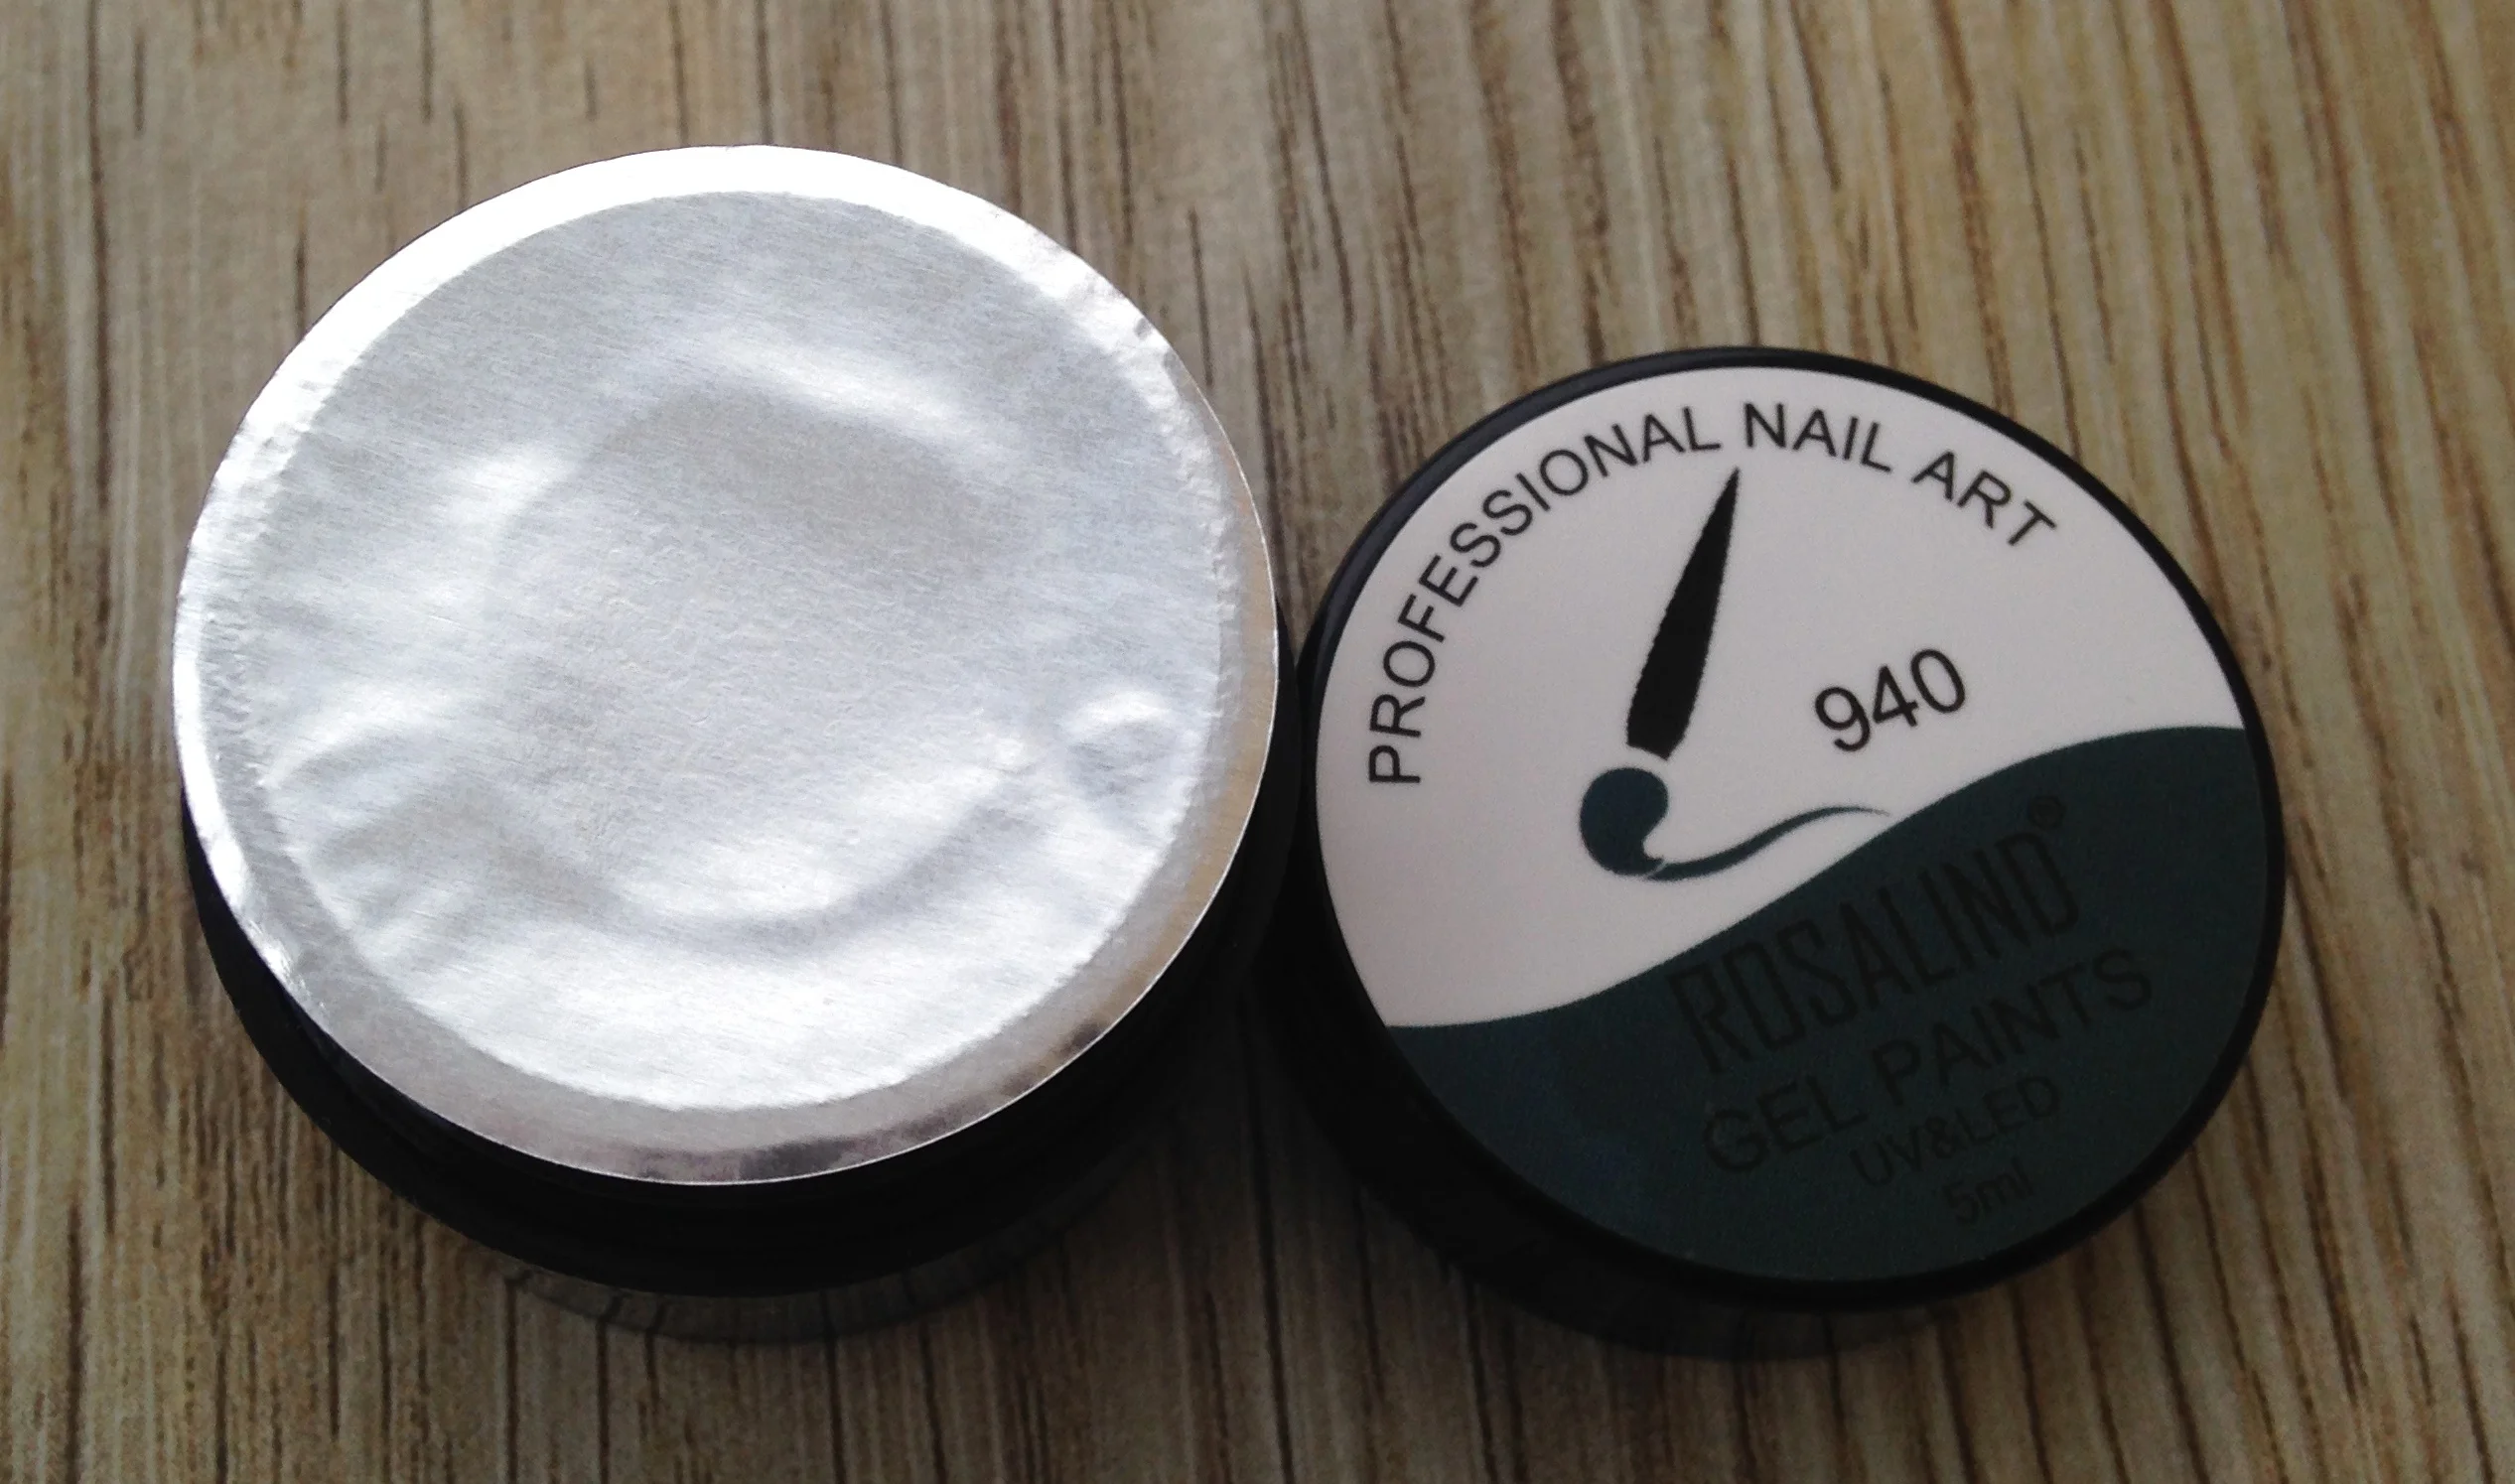 PROFESSIONAL NAIL ART
940
ROSALIND®
GEL PAINTS
UV&LED
5ml